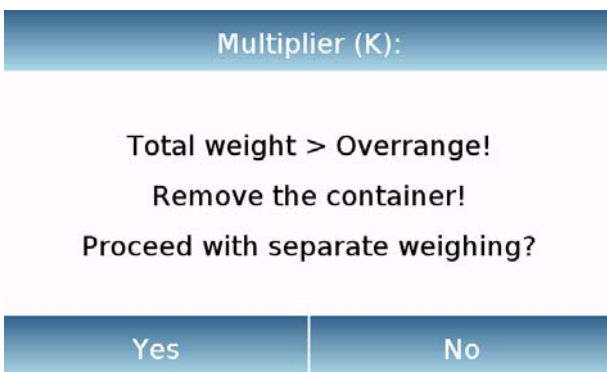 Multiplier (K):
Total weight > Overrange!
Remove the container!
Proceed with separate weighing?
Yes
No